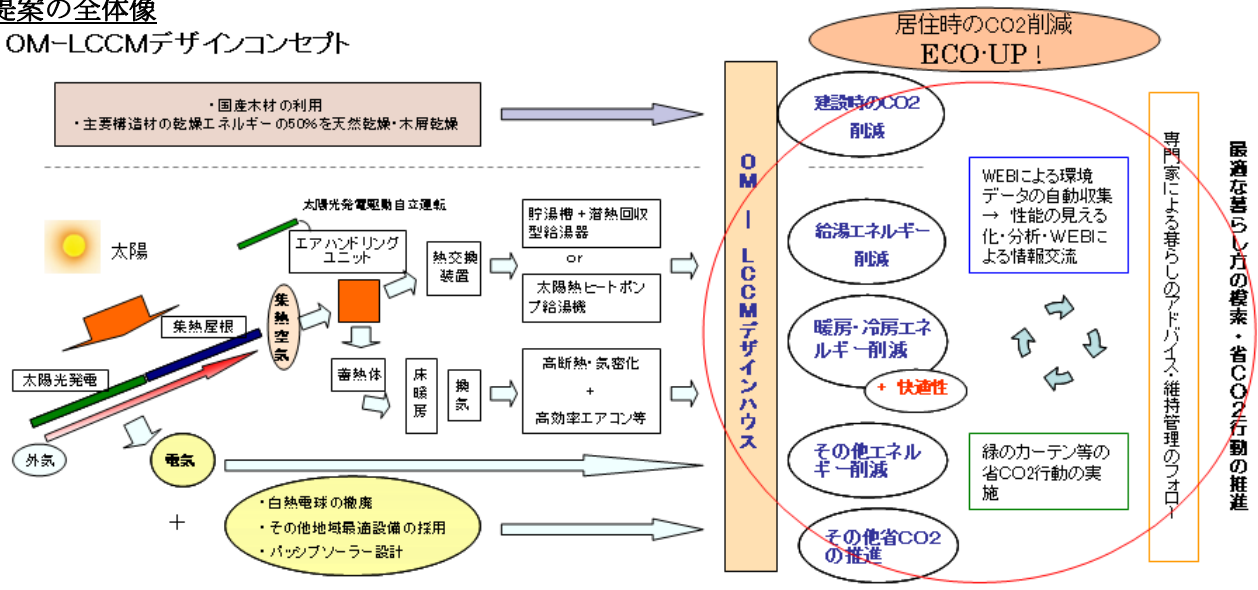 提案の全体像
OM-LCCMデザインコンセプト
居住時のCO2削減
ECO・UP！
・国産木材の利用
・主要構造材の乾燥エネルギーの50%を天然乾燥・木屑乾燥
建設時のCO2
削減
太陽
太陽光発電駆動自立運転
エアハンドリング
ユニット
熱交換
装置
貯湯槽＋潜熱回収
型給湯器
or
太陽熱ヒートポン
プ給湯機
給湯エネルギー
削減
WEBによる環境
データの自動収集
→ 性能の見える
化・分析・WEBに
よる情報交流
集熱屋根
集熱空気
太陽光発電
外気
蓄熱体
床暖房
換気
高断熱・気密化
+
高効率エアコン等
暖房・冷房エネ
ルギー削減
+ 快適性
電気
その他エネル
ギー削減
緑のカーテン等の
省CO2行動の実
施
+
・白熱電球の撤廃
・その他地域最適設備の採用
・パッシブソーラー設計
その他省CO2
の推進
OM－LCCMデザインハウス
専門家による暮らしのアドバイス・維持管理のフォロー
最適な暮らし方の模索・省CO2行動の推進